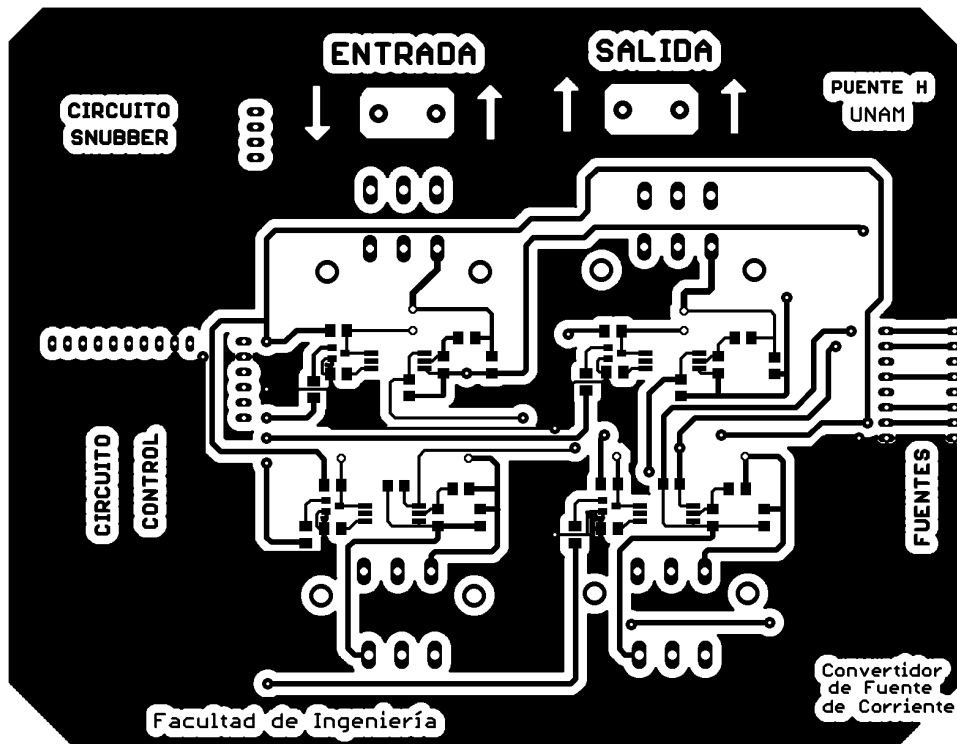 ENTRADA
SALIDA
PUENTE H
UNAM
CIRCUITO
SNUBBER
CIRCUITO
CONTROL
FUENTES
Convertidor
de Fuente
de Corriente
Facultad de Ingeniería